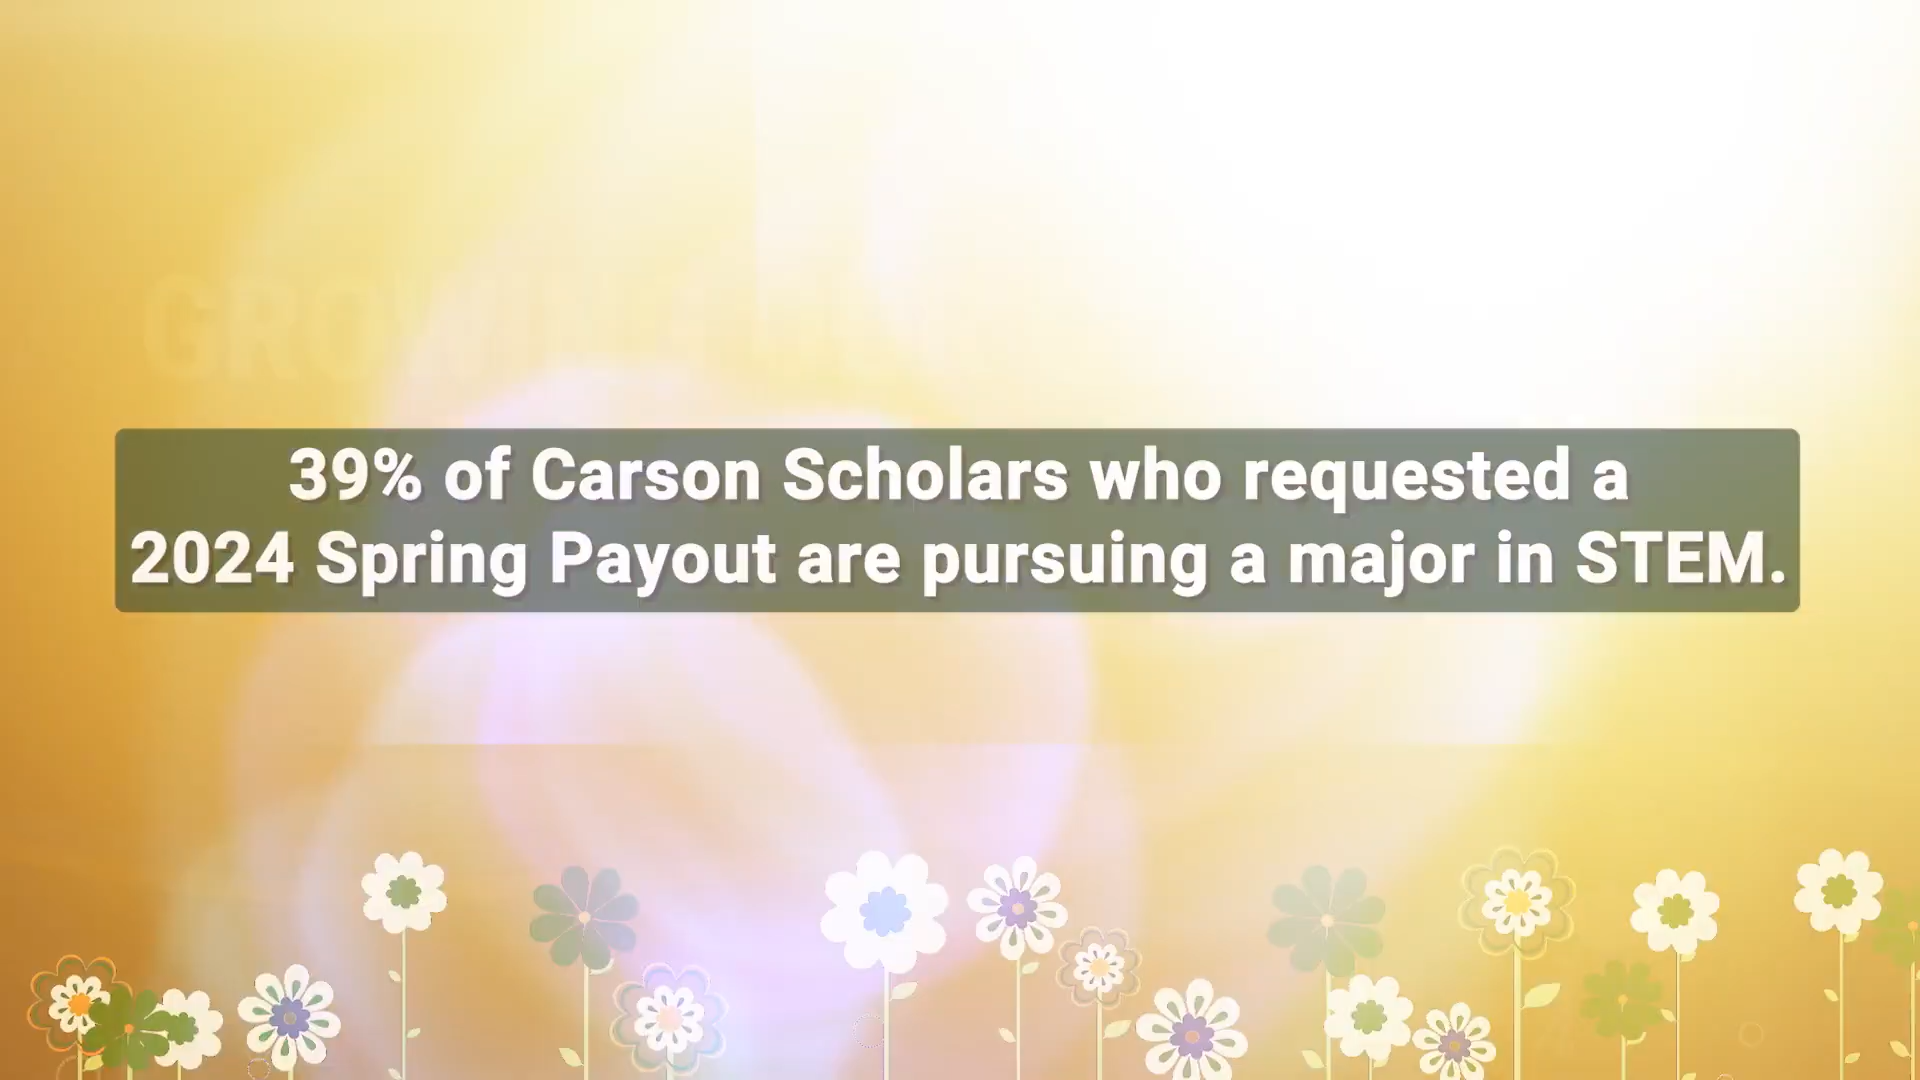 39% of Carson Scholars who requested a
2024 Spring Payout are pursuing a major in STEM.